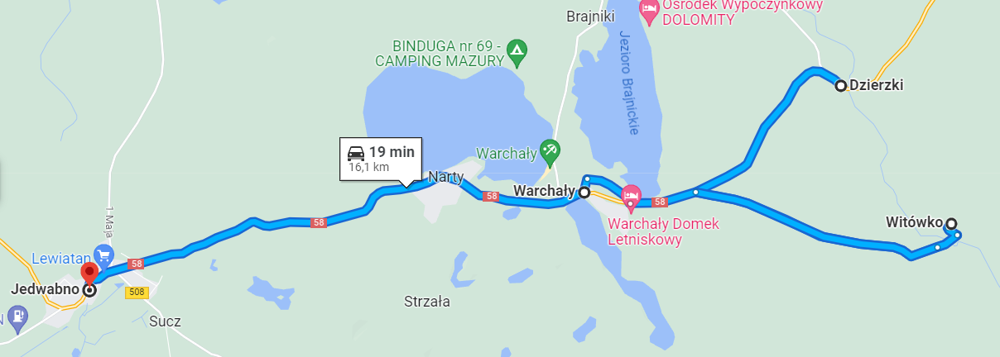 Ośrodek Wypoczynkowy
DOLOMITY
Brajniki
BINDUGA nr 69 -
CAMPING MAZURY
Jezioro Brajnickie
Dzierzki
19 min
16,1 km
Warchały
Narty
Warchały
58
58
Witówko
1 Maja
58
Warchały Domek
Letniskowy
Lewiatan
58
Jedwabno
508
Strzała
N
Sucz